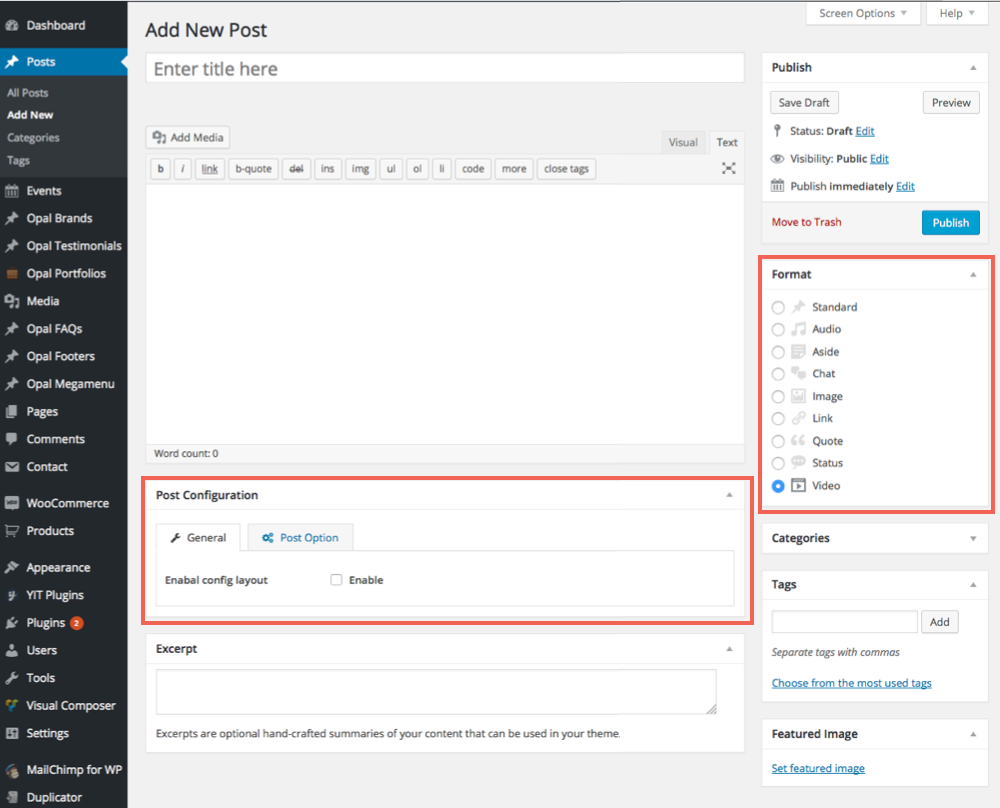 Dashboard
Posts
All Posts
Add New
Categories
Tags
Events
Opal Brands
Opal Testimonials
Opal Portfolios
Media
Opal FAQs
Opal Footers
Opal Megamenu
Pages
Comments
Contact
WooCommerce
Products
Appearance
YIT Plugins
Plugins 2
Users
Tools
Visual Composer
Settings
MailChimp for WP
Duplicator
Screen Options Help
Add New Post
Enter title here
Add Media
Visual Text
b i link b-quote del ins img ul ol li code more close tags
Word count: 0
Post Configuration
General Post Option
Enabal config layout Enable
Excerpt
Excerpts are optional hand-crafted summaries of your content that can be used in your theme.
Publish
Save Draft Preview
Status: Draft Edit
Visibility: Public Edit
Publish immediately Edit
Move to Trash Publish
Format
Standard
Audio
Aside
Chat
Image
Link
Quote
Status
Video
Categories
Tags
Add
Separate tags with commas
Choose from the most used tags
Featured Image
Set featured image